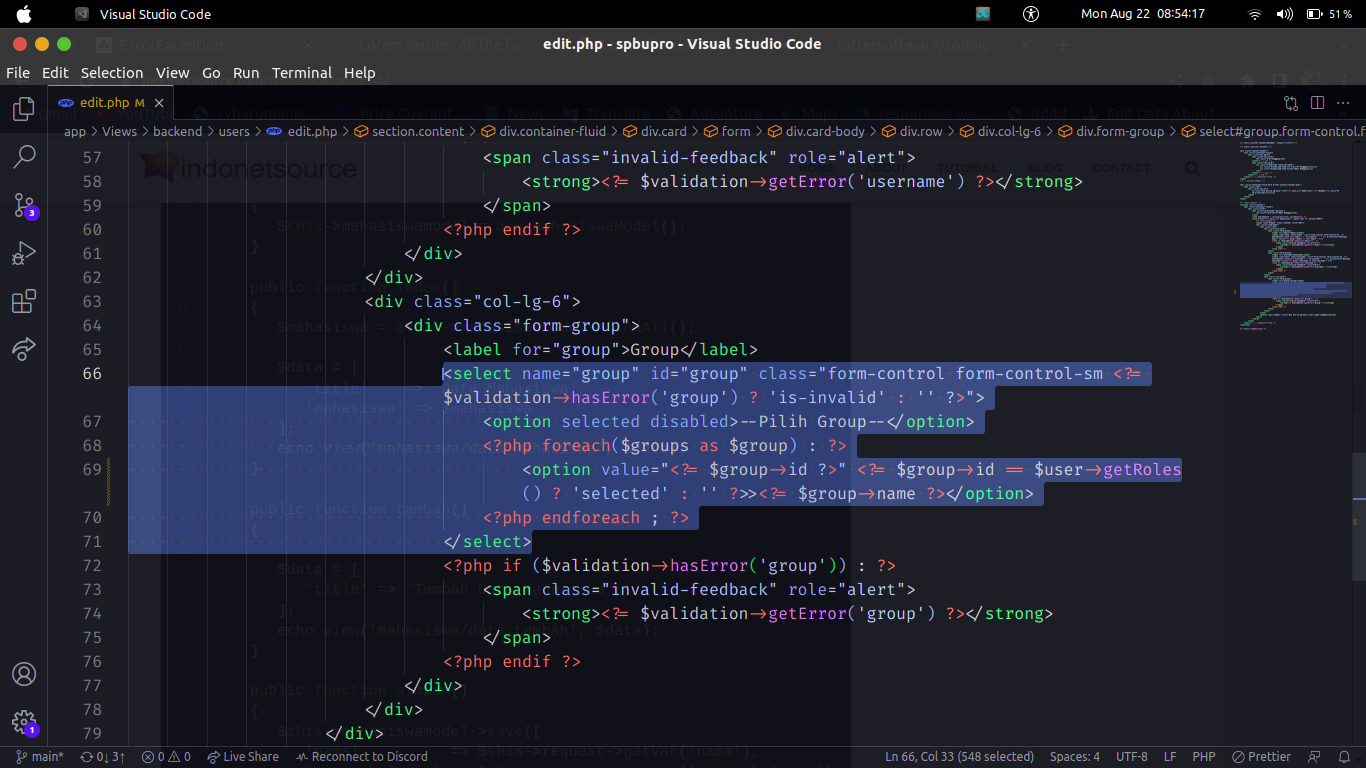 Visual Studio Code
Mon Aug 22 08:54:17
51 %
edit.php - spbupro - Visual Studio Code
File Edit Selection View Go Run Terminal Help
edit.php M
app > Views > backend > users > edit.php > section.content > div.container-fluid > div.card > form > div.card-body > div.row > div.col-lg-6 > div.form-group > select#group.form-control.f
57 <span class="invalid-feedback" role="alert">
58 <strong><?= $validation->getError('username') ?></strong>
59 </span>
60 <?php endif ?>
61 </div>
62 </div>
63 <div class="col-lg-6">
64 <div class="form-group">
65 <label for="group">Group</label>
66 <select name="group" id="group" class="form-control form-control-sm <?=
$validation->hasError('group') ? 'is-invalid' : '' ?>">
67 <option selected disabled>--Pilih Group--</option>
68 <?php foreach($groups as $group) : ?>
69 <option value="<?= $group->id ?>" <?= $group->id == $user->getRoles
() ? 'selected' : '' ?>><?= $group->name ?></option>
70 <?php endforeach ; ?>
71 </select>
72 <?php if ($validation->hasError('group')) : ?>
73 <span class="invalid-feedback" role="alert">
74 <strong><?= $validation->getError('group') ?></strong>
75 </span>
76 <?php endif ?>
77 </div>
78 </div>
79 </div>
3
1
main* 0↓ 3↑ 0 0 Live Share Reconnect to Discord Ln 66, Col 33 (548 selected) Spaces: 4 UTF-8 LF PHP Prettier